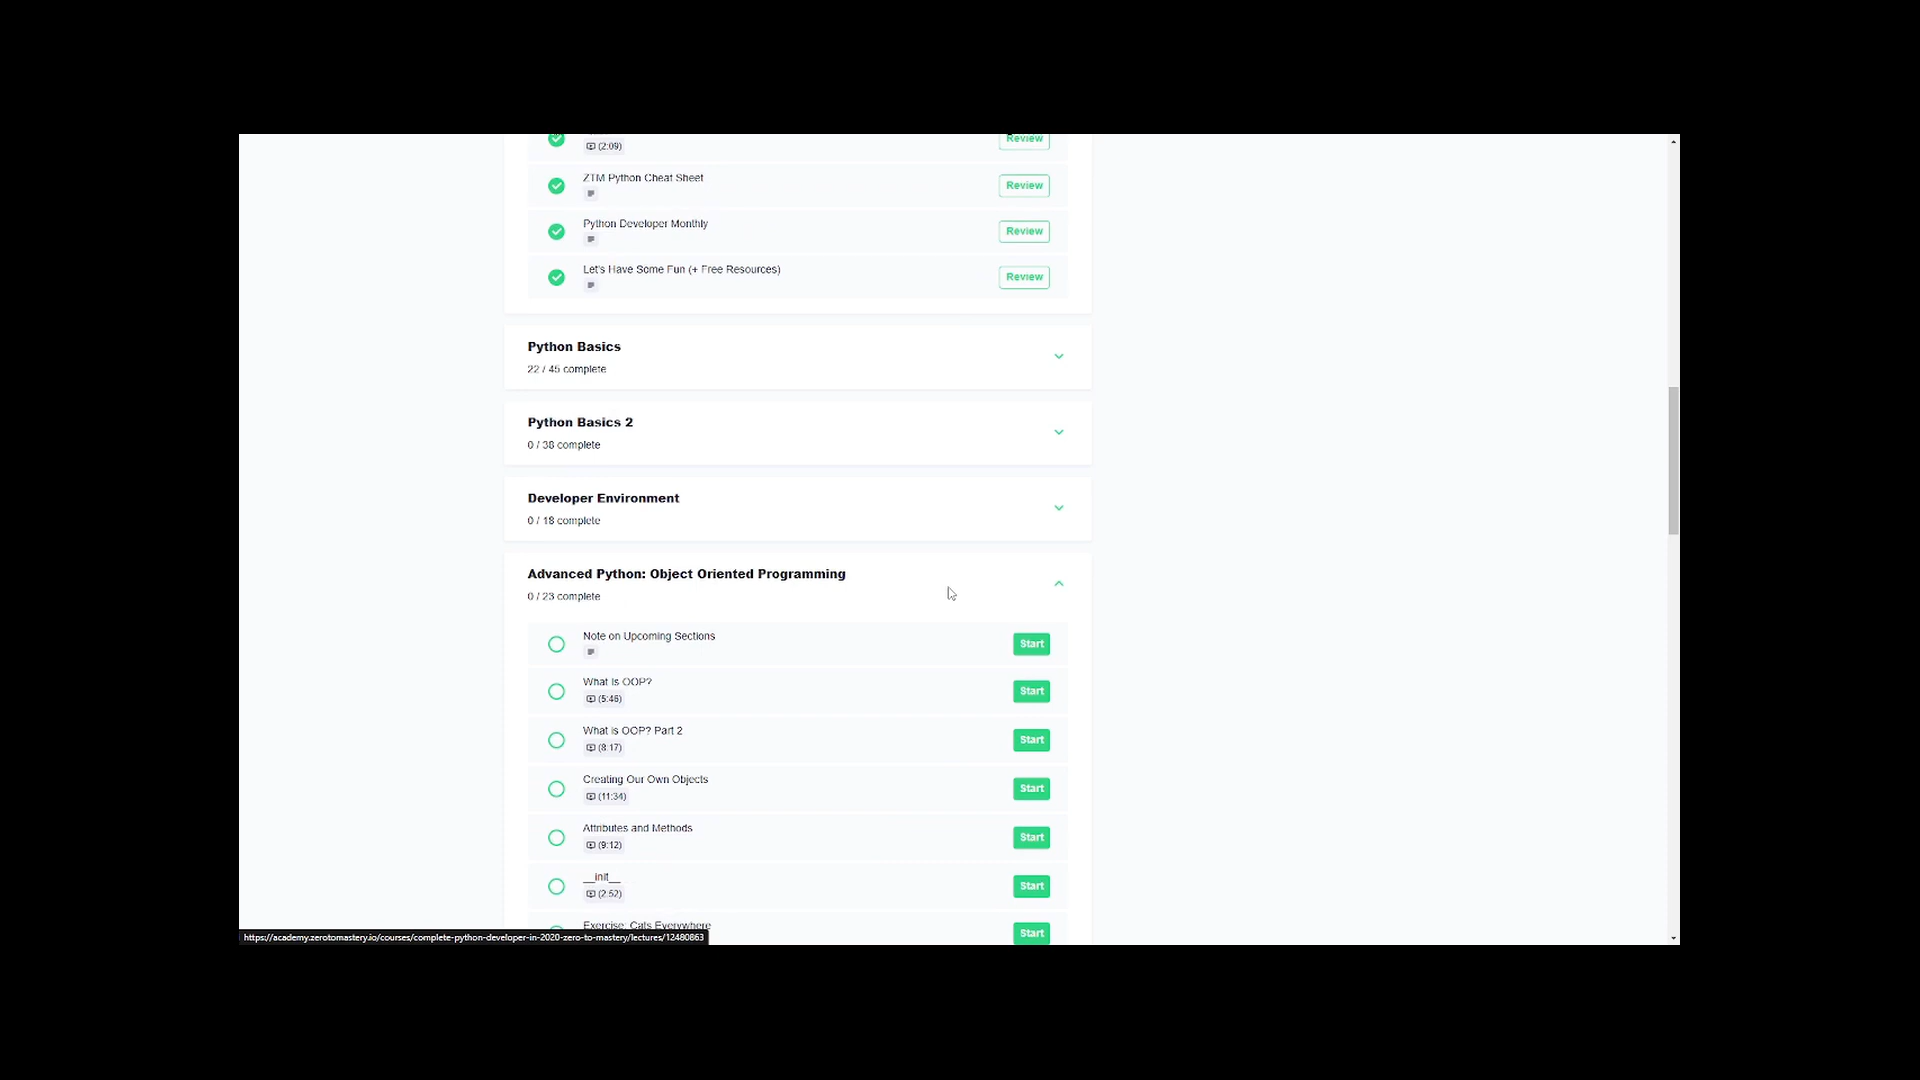 Review
(2:09)
ZTM Python Cheat Sheet
Review
Python Developer Monthly
Review
Let's Have Some Fun (+ Free Resources)
Review
Python Basics
22 / 45 complete
Python Basics 2
0 / 38 complete
Developer Environment
0 / 18 complete
Advanced Python: Object Oriented Programming
0 / 23 complete
Note on Upcoming Sections
Start
What Is OOP?
(5:46)
Start
What is OOP? Part 2
(8:17)
Start
Creating Our Own Objects
(11:34)
Start
Attributes and Methods
(9:12)
Start
__init__
(2:52)
Start
Exercise: Cats Everywhere
Start
https://academy.zerotomastery.io/courses/complete-python-developer-in-2020-zero-to-mastery/lectures/12480863